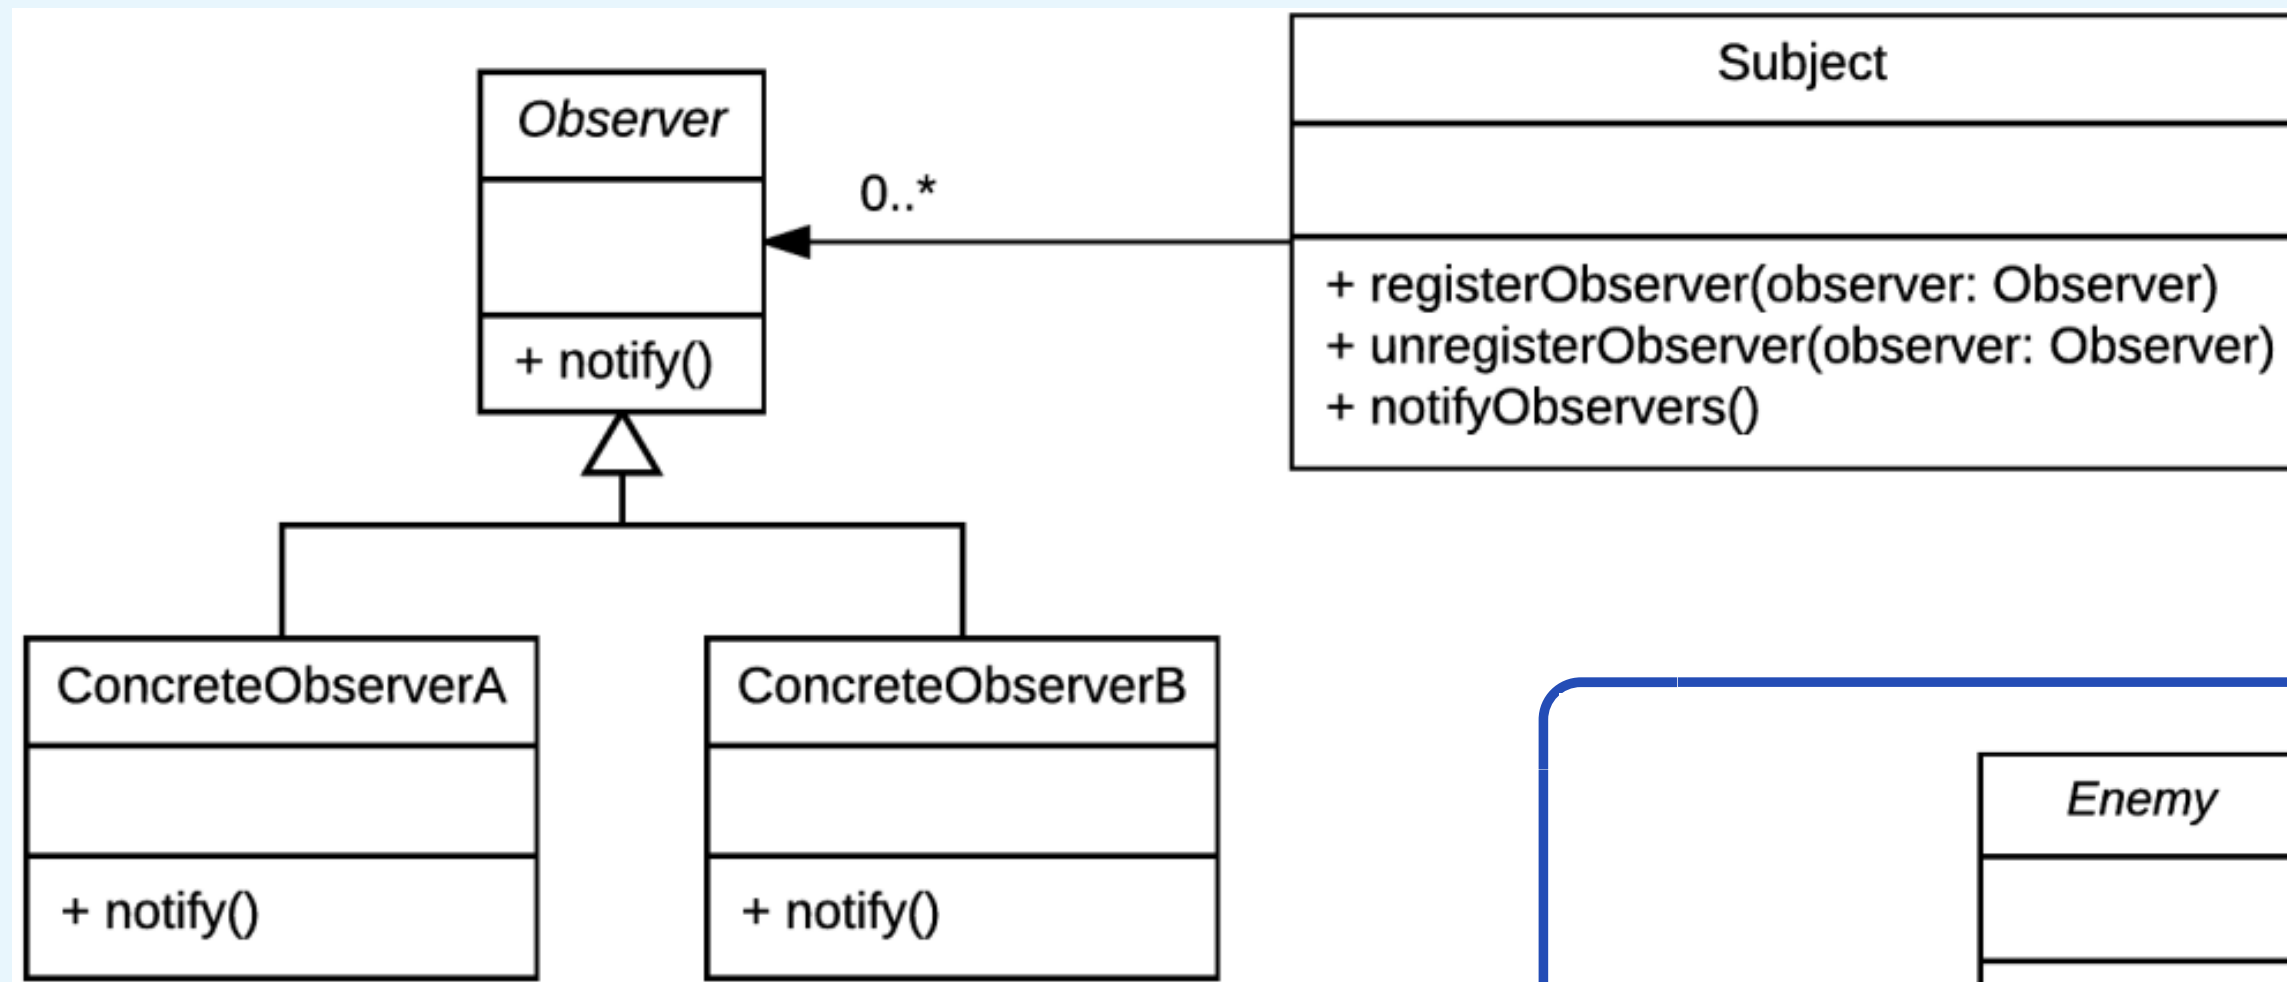 Observer
+ notify()
0..*
Subject
+ registerObserver(observer: Observer)
+ unregisterObserver(observer: Observer)
+ notifyObservers()
ConcreteObserverA
+ notify()
ConcreteObserverB
+ notify()
Enemy